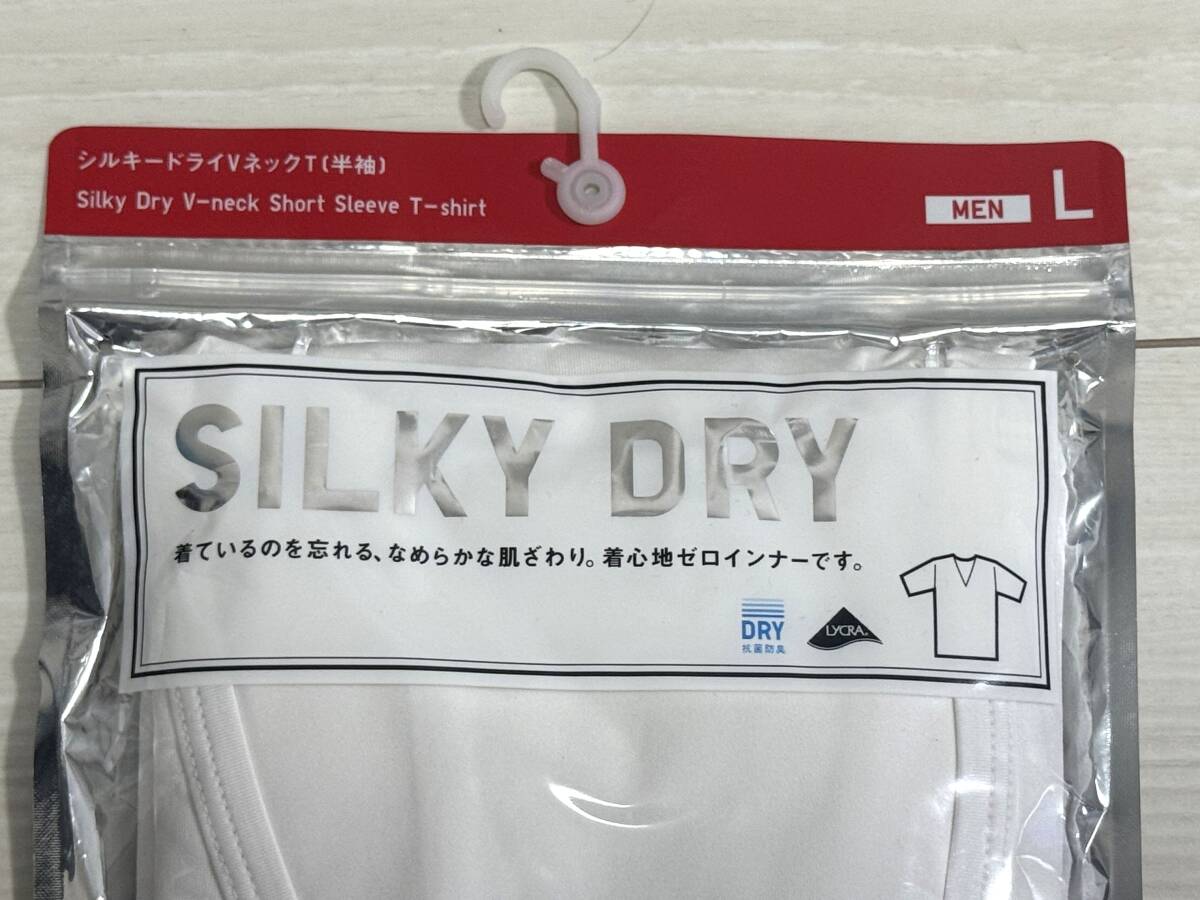 シルキードライVネックT(半袖)
Silky Dry V-neck Short Sleeve T-shirt
MEN L
SILKY DRY
着ているのを忘れる、なめらかな肌ざわり。着心地ゼロインナーです。
DRY
抗菌防臭
LYCRA®